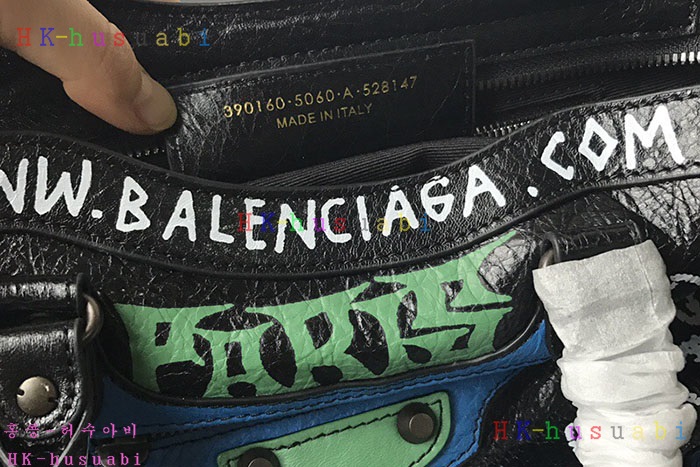 HK-husuabi
390160·5060·A·528147
MADE IN ITALY
WW.BALENCIAGA.COM
HK-husuabi
PARIS
홍콩-허수아비
HK-husuabi
HK-husuabi